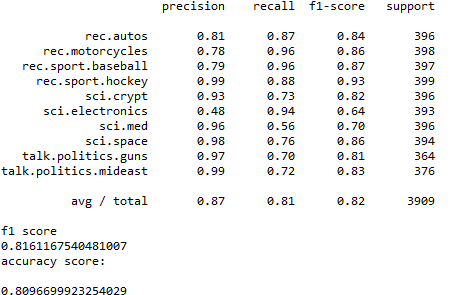 precision recall f1-score support
rec.autos 0.81 0.87 0.84 396
rec.motorcycles 0.78 0.96 0.86 398
rec.sport.baseball 0.79 0.96 0.87 397
rec.sport.hockey 0.99 0.88 0.93 399
sci.crypt 0.93 0.73 0.82 396
sci.electronics 0.48 0.94 0.64 393
sci.med 0.96 0.56 0.70 396
sci.space 0.98 0.76 0.86 394
talk.politics.guns 0.97 0.70 0.81 364
talk.politics.mideast 0.99 0.72 0.83 376
avg / total 0.87 0.81 0.82 3909
f1 score
0.8161167540481007
accuracy score:
0.8096699923254029